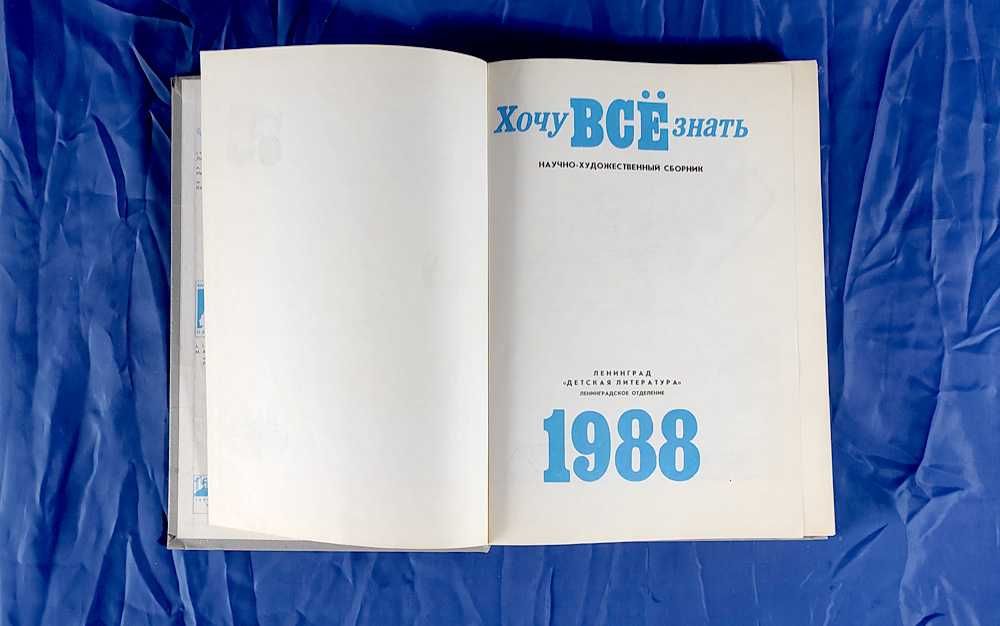 Хочу ВСЁ знать
НАУЧНО-ХУДОЖЕСТВЕННЫЙ СБОРНИК
ЛЕНИНГРАД
«ДЕТСКАЯ ЛИТЕРАТУРА»
ЛЕНИНГРАДСКОЕ ОТДЕЛЕНИЕ
1988